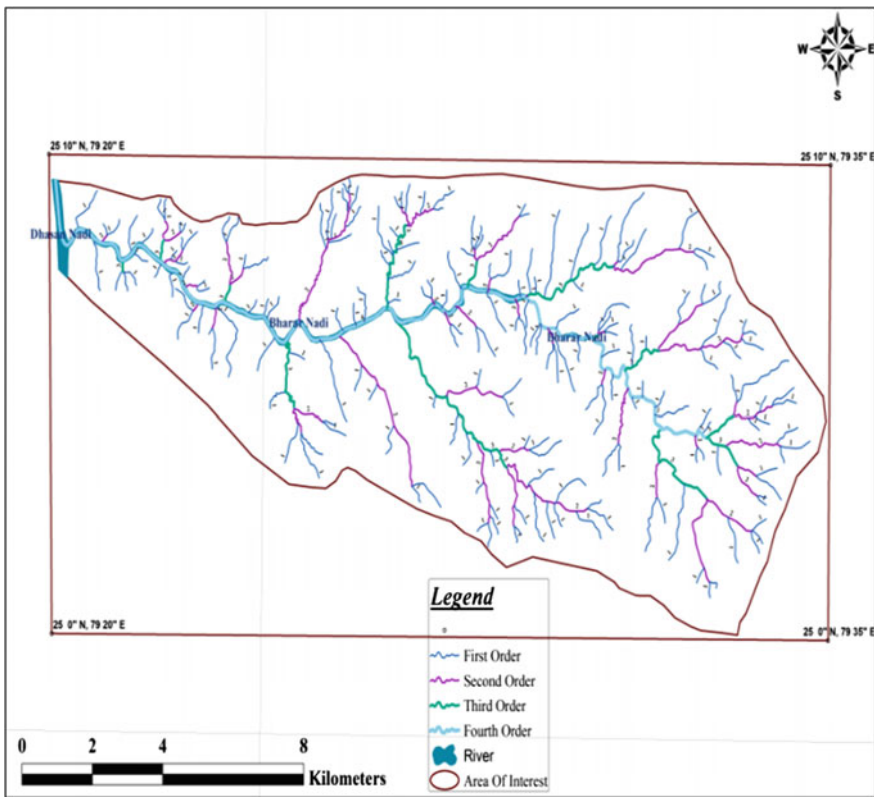 N
W E
S
25 10" N, 79 20" E
25 10" N, 79 35" E
Dhasan Nadi
Bharar Nadi
Bharar Nadi
25 0" N, 79 20" E
25 0" N, 79 35" E
Legend
First Order
Second Order
Third Order
Fourth Order
River
Area Of Interest
0 2 4 8
Kilometers